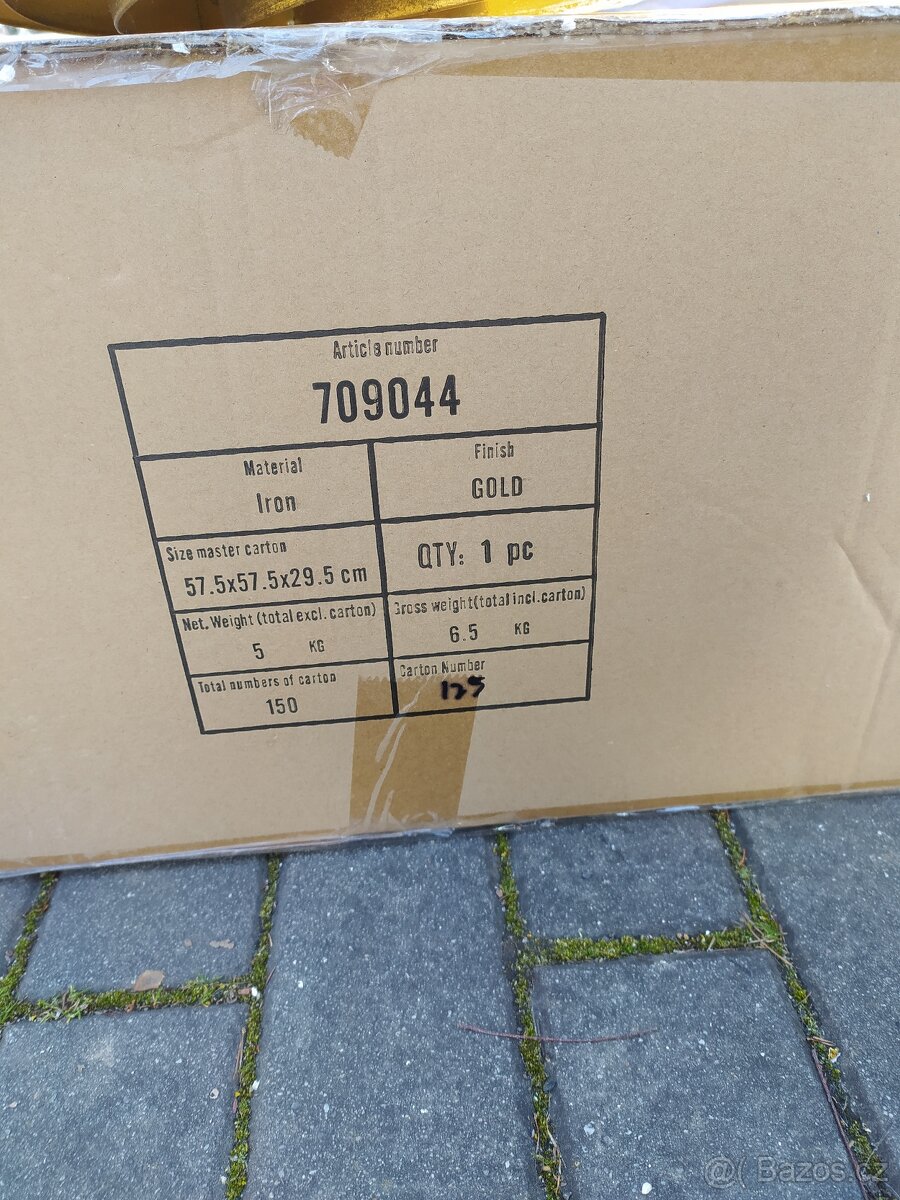 Article number
709044
Material
Iron
Finish
GOLD
Size master carton
57.5x57.5x29.5 cm
QTY: 1 pc
Net. Weight (total excl. carton)
5 KG
Gross weight(total incl. carton)
6.5 KG
Total numbers of carton
150
Carton Number
125
@( Bazos.cz